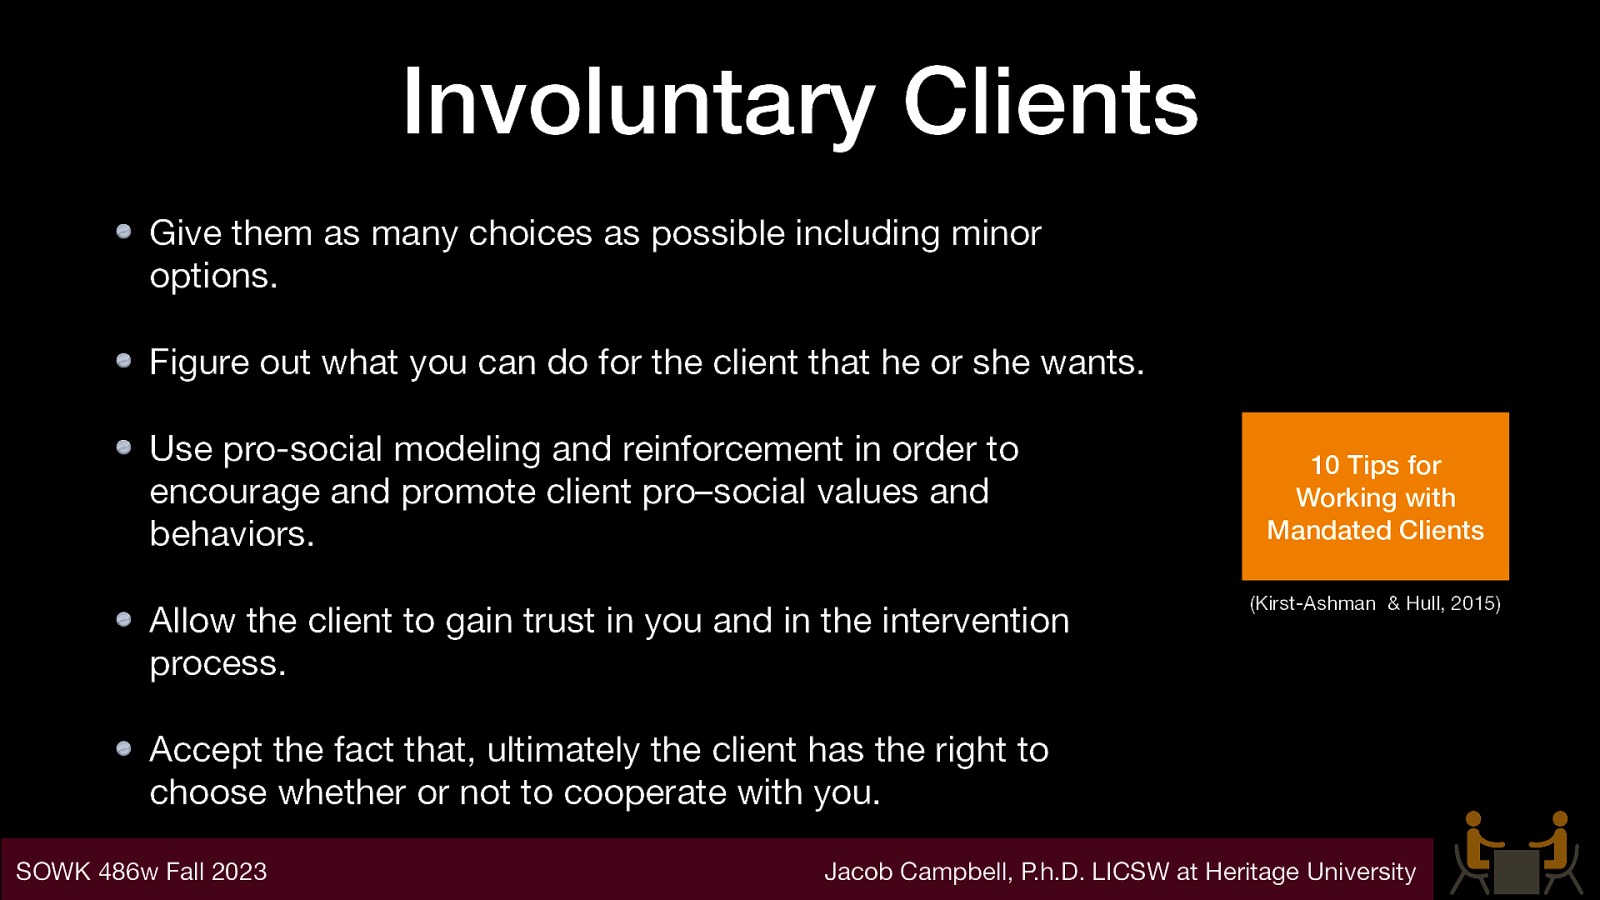 Involuntary Clients
Give them as many choices as possible including minor
options.
Figure out what you can do for the client that he or she wants.
Use pro-social modeling and reinforcement in order to
encourage and promote client pro–social values and
behaviors.
Allow the client to gain trust in you and in the intervention
process.
Accept the fact that, ultimately the client has the right to
choose whether or not to cooperate with you.
10 Tips for
Working with
Mandated Clients
(Kirst-Ashman & Hull, 2015)
SOWK 486w Fall 2023
Jacob Campbell, P.h.D. LICSW at Heritage University